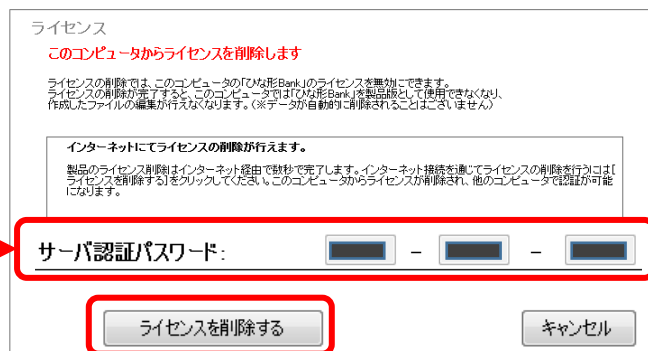 ライセンス
このコンピュータからライセンスを削除します
ライセンスの削除では、このコンピュータの「ひな形Bank」のライセンスを無効にできます。
ライセンスの削除が完了すると、このコンピュータでは「ひな形Bank」を製品版として使用できなくなり、
作成したファイルの編集が行えなくなります。(※データが自動的に削除されることはございません)
インターネットにてライセンスの削除が行えます。
製品のライセンス削除はインターネット経由で数秒で完了します。インターネット接続を通じてライセンスの削除を行うには[
ライセンスを削除する]をクリックしてください。このコンピュータからライセンスが削除され、他のコンピュータで認証が可能
になります。
サーバ認証パスワード: - -
ライセンスを削除する キャンセル